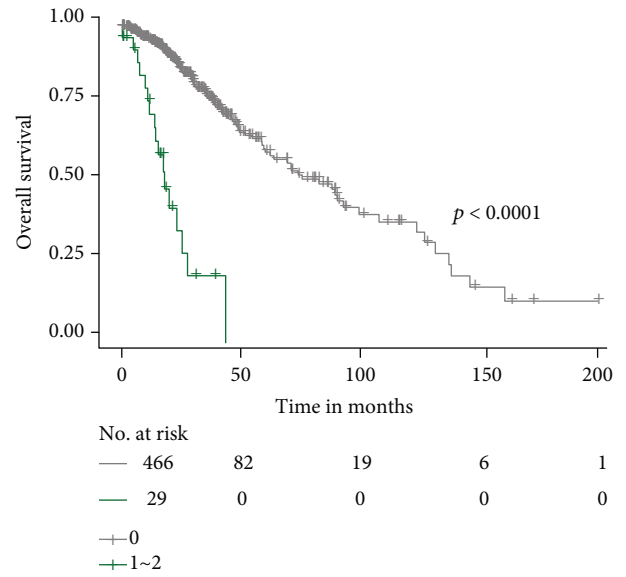 1.00
0.75
0.50
0.25
0.00
Overall survival
p < 0.0001
0 50 100 150 200
Time in months
No. at risk
466 82 19 6 1
29 0 0 0 0
0
1~2